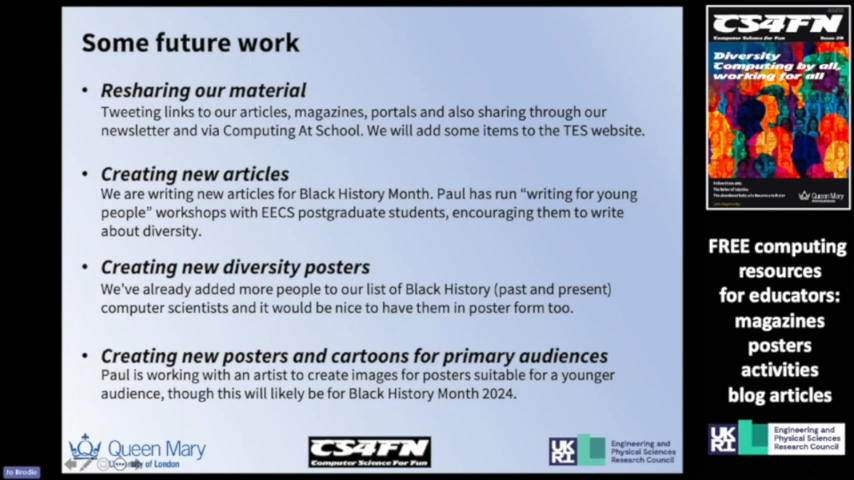 Some future work
• Resharing our material
Tweeting links to our articles, magazines, portals and also sharing through our
newsletter and via Computing At School. We will add some items to the TES website.
• Creating new articles
We are writing new articles for Black History Month. Paul has run “writing for young
people” workshops with EECS postgraduate students, encouraging them to write
about diversity.
• Creating new diversity posters
We’ve already added more people to our list of Black History (past and present)
computer scientists and it would be nice to have them in poster form too.
• Creating new posters and cartoons for primary audiences
Paul is working with an artist to create images for posters suitable for a younger
audience, though this will likely be for Black History Month 2024.
Queen Mary
University of London
CS4FN
Computer Science For Fun
UKRI
Engineering and
Physical Sciences
Research Council
Jo Brodie
CS4FN
Computer Science for Fun
Diversity
Computing by all,
working for all
Queen Mary
FREE computing
resources
for educators:
magazines
posters
activities
blog articles
UKRI
Engineering and
Physical Sciences
Research Council